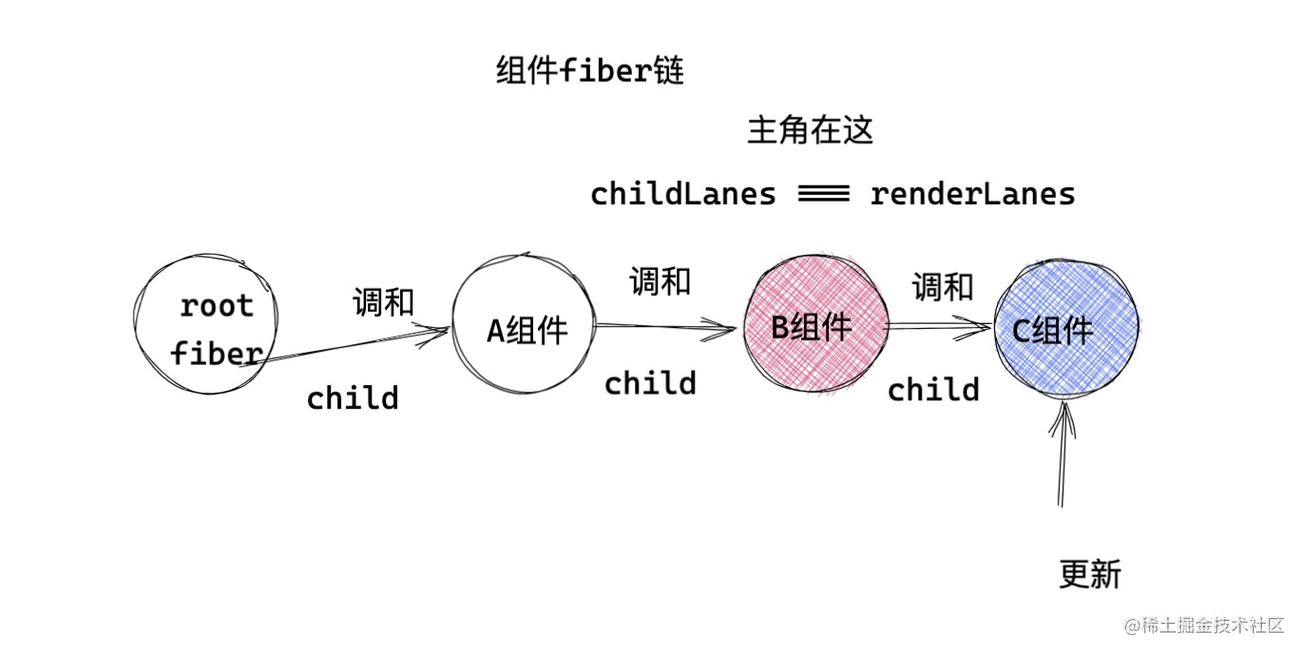 组件fiber链
主角在这
childLanes === renderLanes
root
fiber
调和
child
A组件
调和
child
B组件
调和
child
C组件
更新
@稀土掘金技术社区